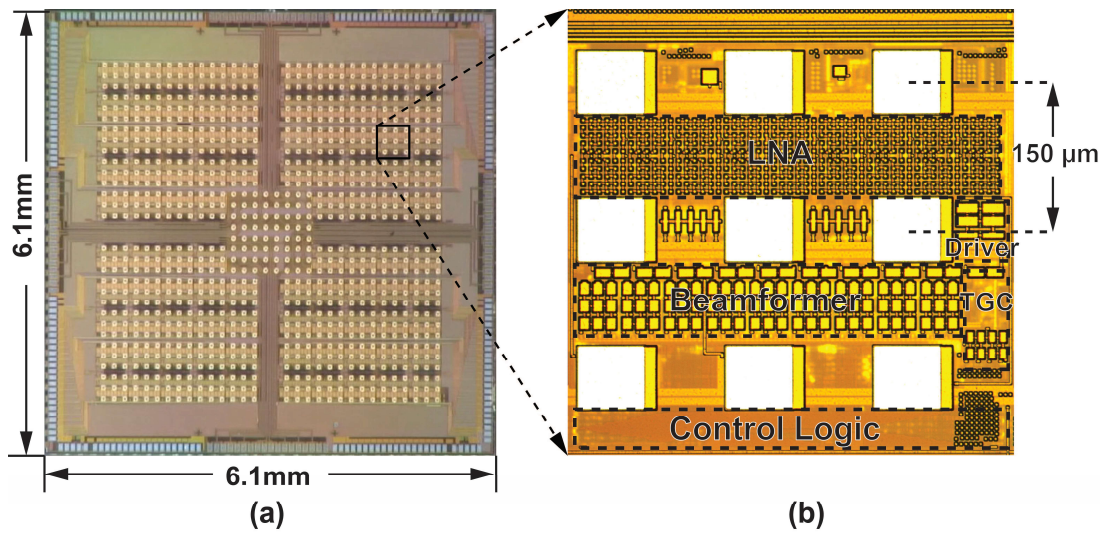 6.1mm
6.1mm
(a)
LNA
150 μm
Driver
Beamformer
TGC
Control Logic
(b)